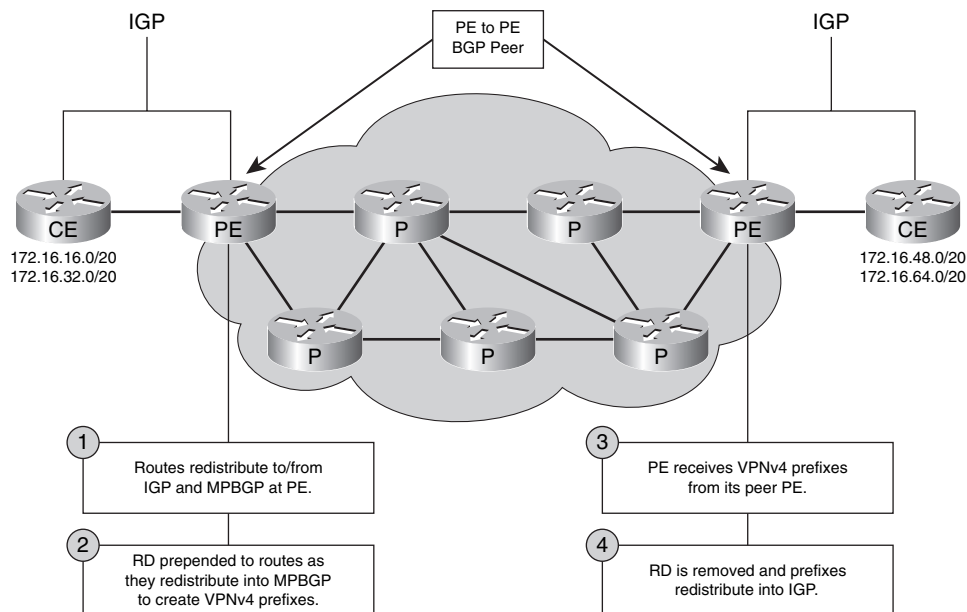 IGP
PE to PE
BGP Peer
IGP
CE
PE
P
P
PE
CE
172.16.16.0/20
172.16.32.0/20
172.16.48.0/20
172.16.64.0/20
P
P
P
1
Routes redistribute to/from
IGP and MPBGP at PE.
2
RD prepended to routes as
they redistribute into MPBGP
to create VPNv4 prefixes.
3
PE receives VPNv4 prefixes
from its peer PE.
4
RD is removed and prefixes
redistribute into IGP.